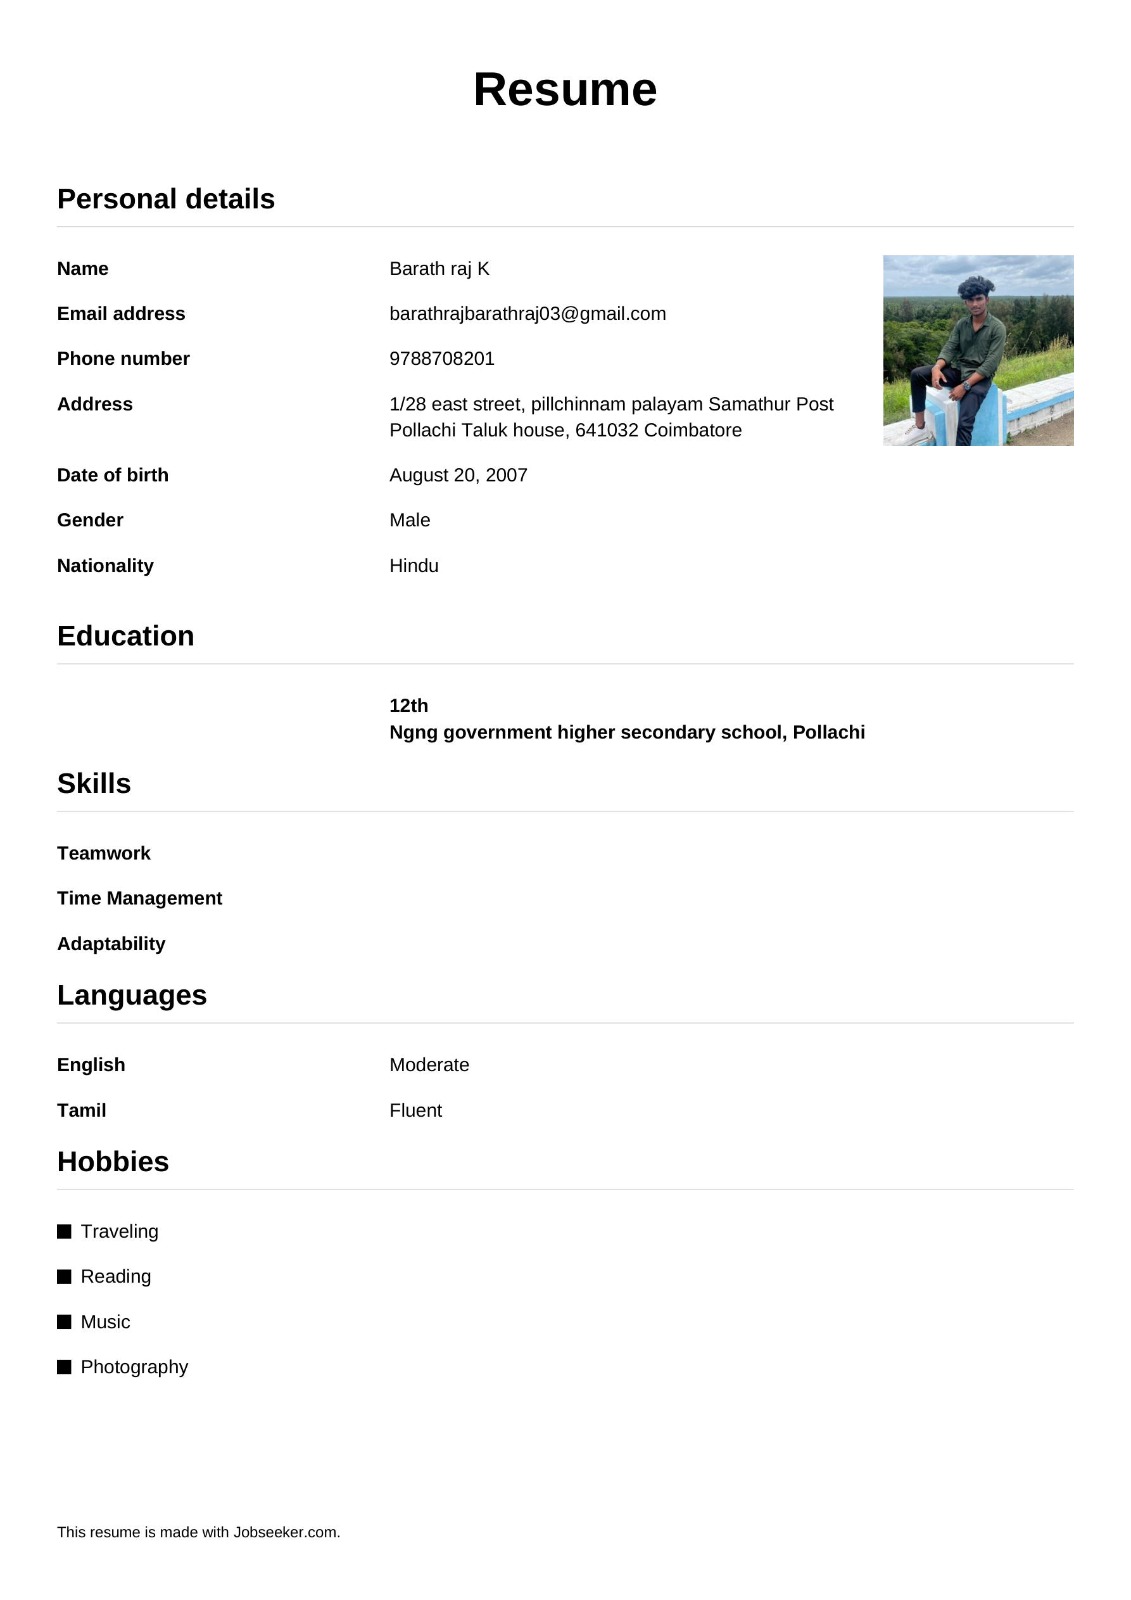 Resume
Personal details
Name Barath raj K
Email address barathrajbarathraj03@gmail.com
Phone number 9788708201
Address 1/28 east street, pillchinnam palayam Samathur Post
Pollachi Taluk house, 641032 Coimbatore
Date of birth August 20, 2007
Gender Male
Nationality Hindu
Education
12th
Ngng government higher secondary school, Pollachi
Skills
Teamwork
Time Management
Adaptability
Languages
English Moderate
Tamil Fluent
Hobbies
■ Traveling
■ Reading
■ Music
■ Photography
This resume is made with Jobseeker.com.